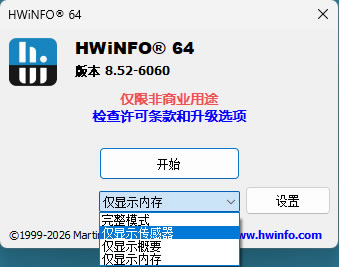 HWiNFO® 64
HWiNFO® 64
版本 8.52-6060
仅限非商业用途
检查许可条款和升级选项
开始
仅显示内存
设置
完整模式
仅显示传感器
仅显示概要
仅显示内存
©1999-2026 Marti
www.hwinfo.com